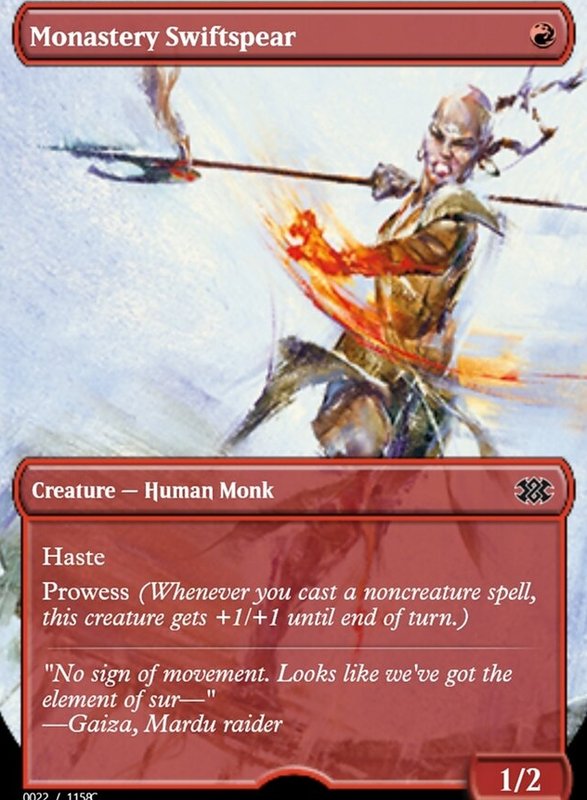 Monastery Swiftspear
Creature — Human Monk
Haste
Prowess (Whenever you cast a noncreature spell,
this creature gets +1/+1 until end of turn.)
"No sign of movement. Looks like we've got the
element of sur—"
—Gaiza, Mardu raider
1/2
0022 / 1158C